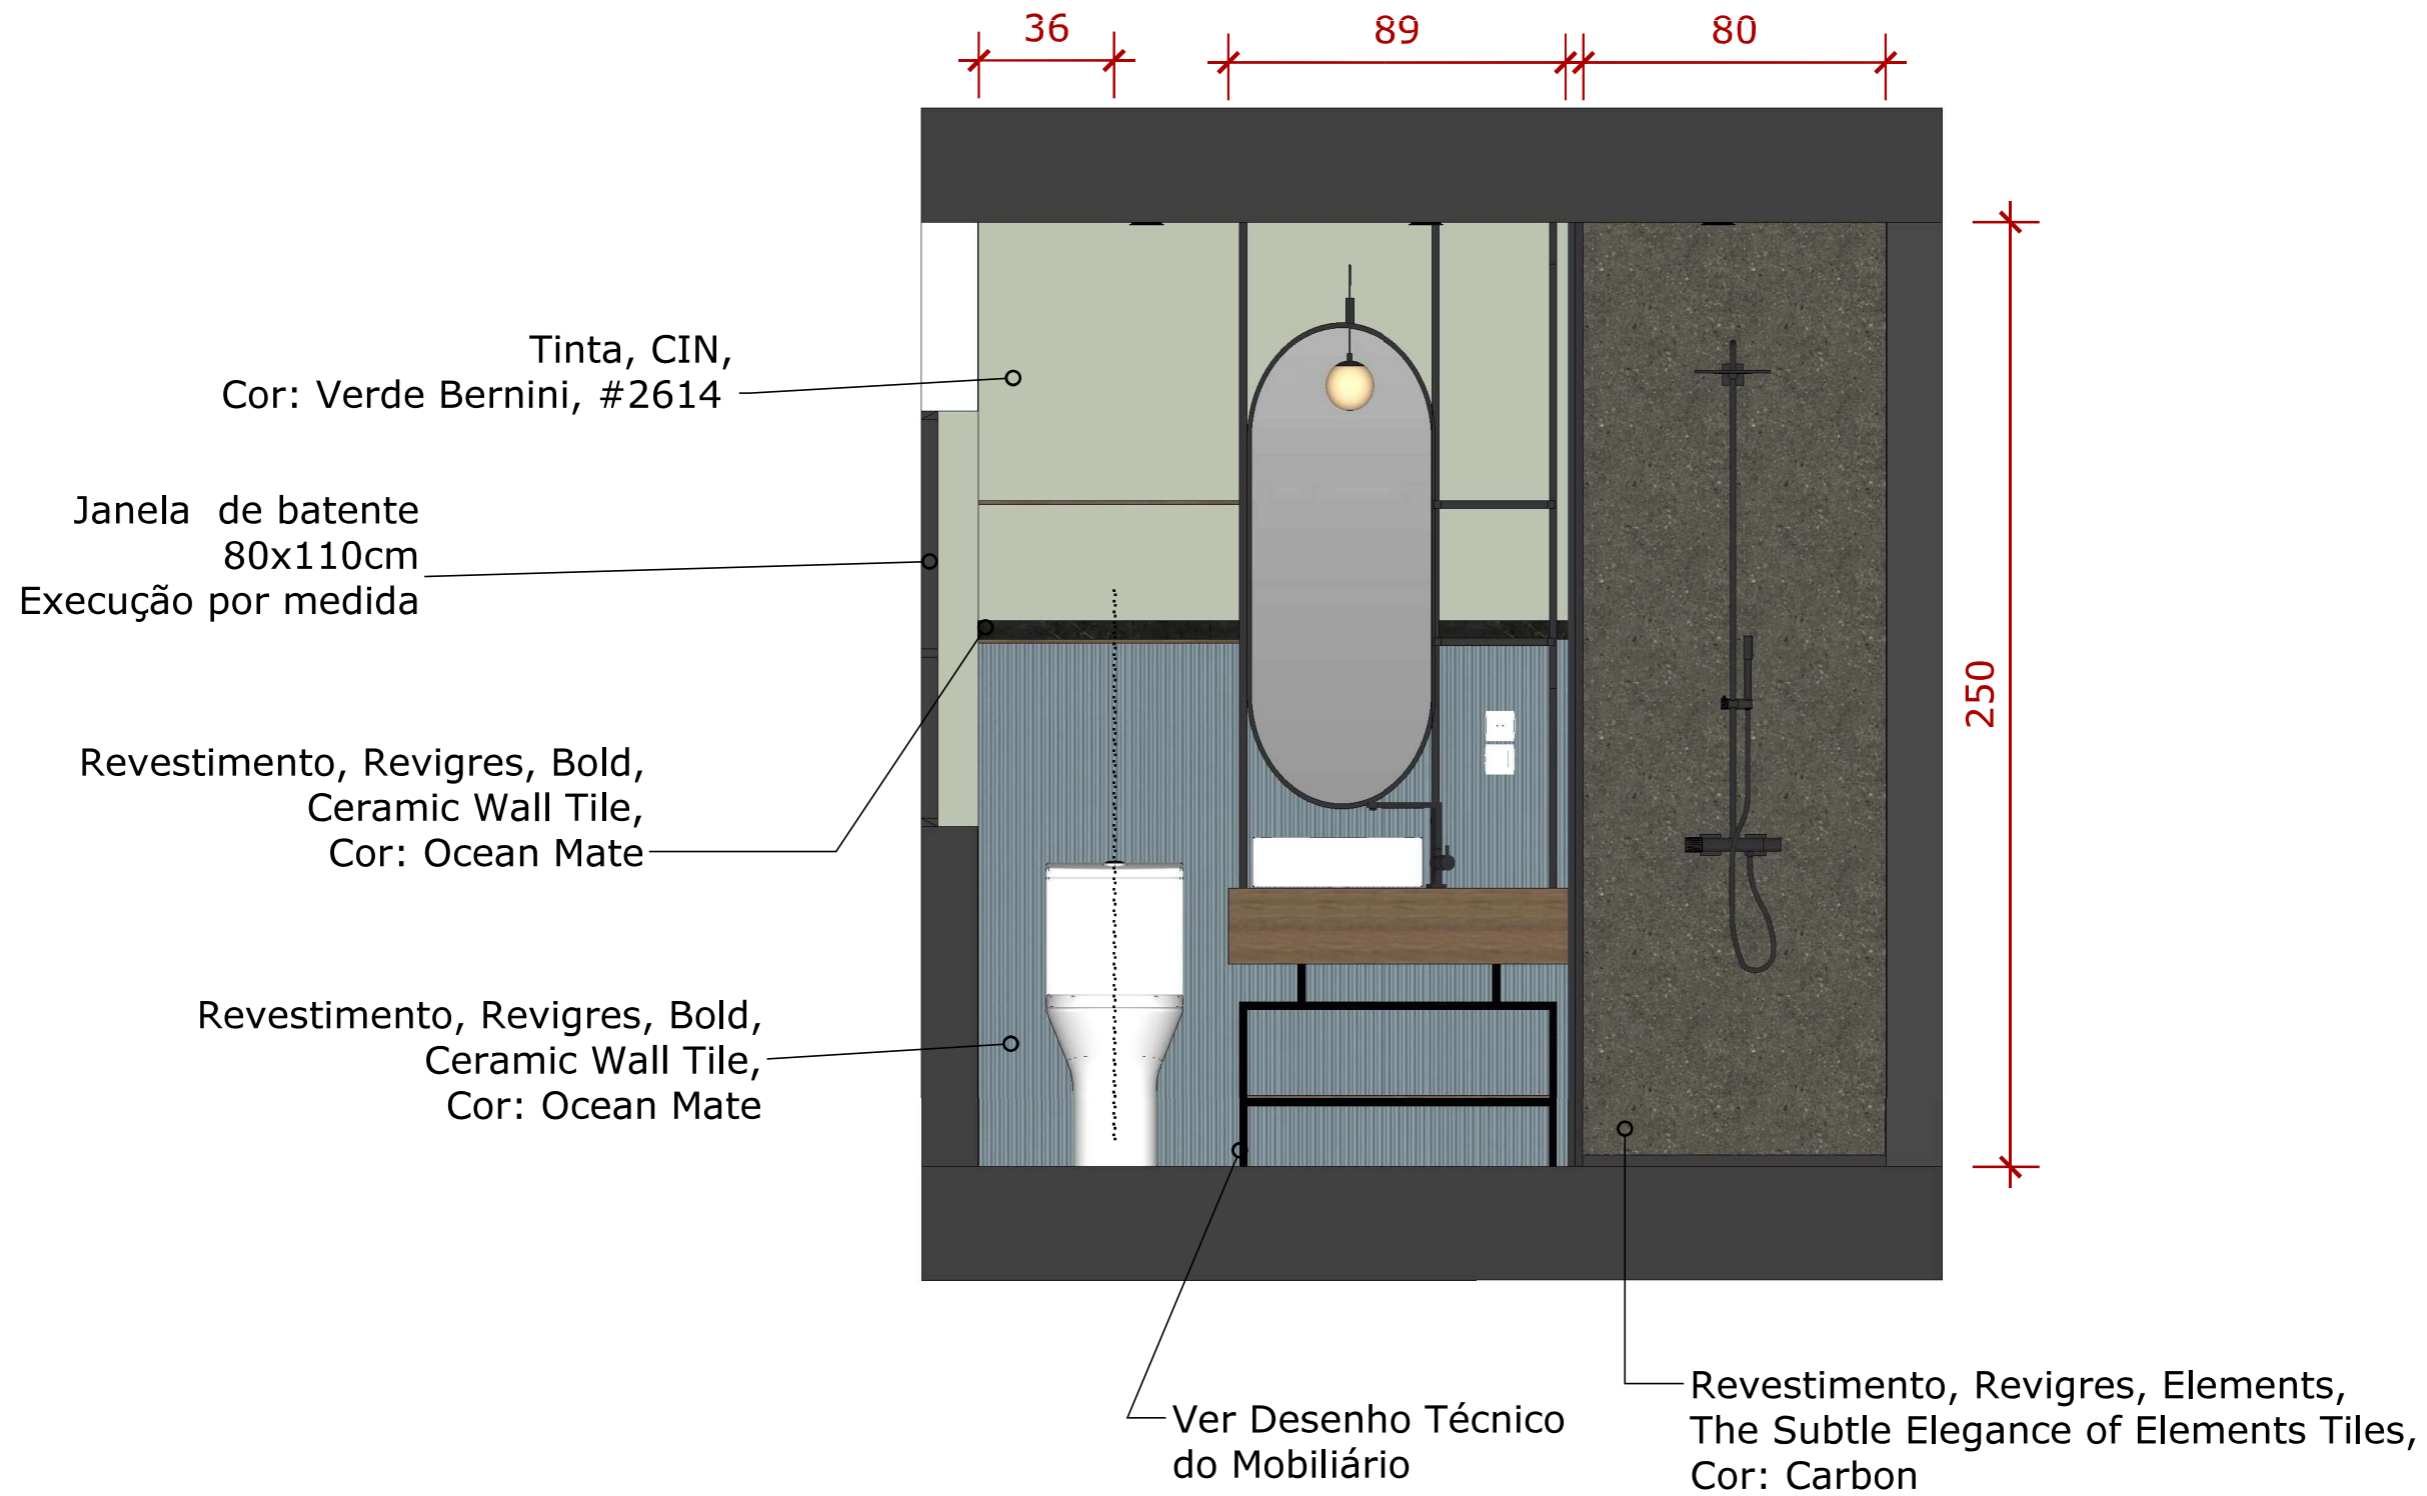 36
89
80
Tinta, CIN,
Cor: Verde Bernini, #2614
Janela de batente
80x110cm
Execução por medida
250
Revestimento, Revigres, Bold,
Ceramic Wall Tile,
Cor: Ocean Mate
Revestimento, Revigres, Bold,
Ceramic Wall Tile,
Cor: Ocean Mate
Ver Desenho Técnico
do Mobiliário
Revestimento, Revigres, Elements,
The Subtle Elegance of Elements Tiles,
Cor: Carbon